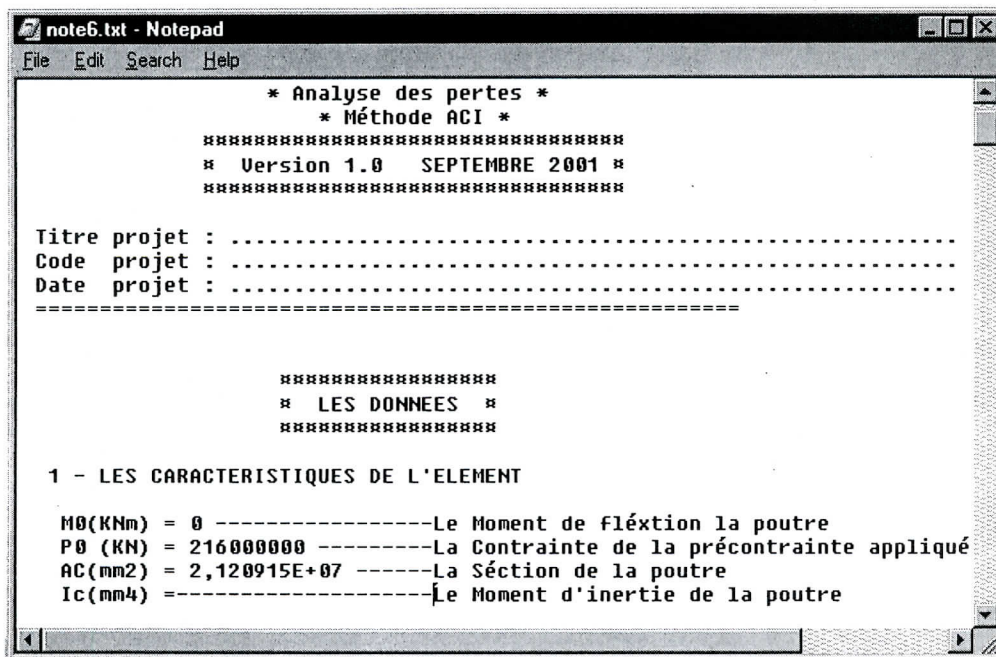 note6.txt - Notepad
File Edit Search Help
* Analyse des pertes *
* Méthode ACI *
¤¤¤¤¤¤¤¤¤¤¤¤¤¤¤¤¤¤¤¤¤¤¤¤¤¤¤¤¤¤¤¤¤
¤ Version 1.0 SEPTEMBRE 2001 ¤
¤¤¤¤¤¤¤¤¤¤¤¤¤¤¤¤¤¤¤¤¤¤¤¤¤¤¤¤¤¤¤¤¤
Titre projet : .........................................................
Code projet : .........................................................
Date projet : .........................................................
=======================================================
¤¤¤¤¤¤¤¤¤¤¤¤¤¤¤¤¤
¤ LES DONNEES ¤
¤¤¤¤¤¤¤¤¤¤¤¤¤¤¤¤¤
1 - LES CARACTERISTIQUES DE L'ELEMENT
M0(KNm) = 0 -----------------Le Moment de fléxtion la poutre
P0 (KN) = 216000000 ---------La Contrainte de la précontrainte appliqué
AC(mm2) = 2,120915E+07 ------La Séction de la poutre
Ic(mm4) =--------------------Le Moment d'inertie de la poutre